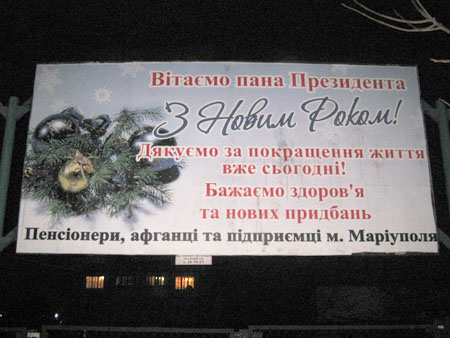 Вітаємо пана Президента
З Новим Роком!
Дякуємо за покращення життя
вже сьогодні!
Бажаємо здоров'я
та нових придбань
Пенсіонери, афганці та підприємці м. Маріуполя